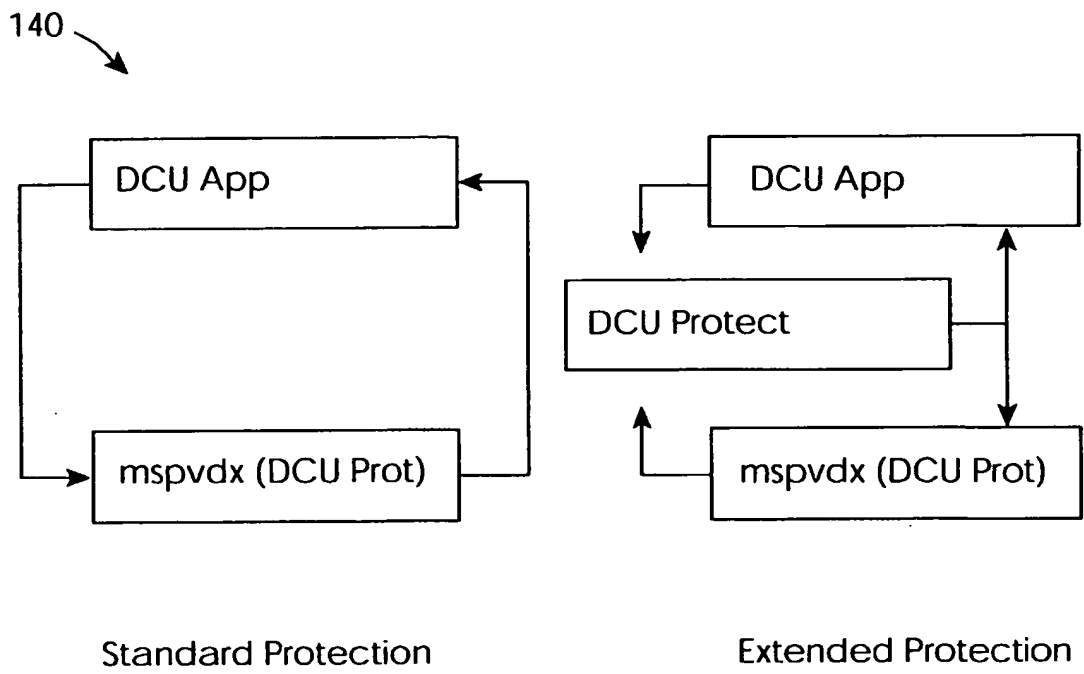 140
DCU App
mspvdx (DCU Prot)
Standard Protection
DCU App
DCU Protect
mspvdx (DCU Prot)
Extended Protection